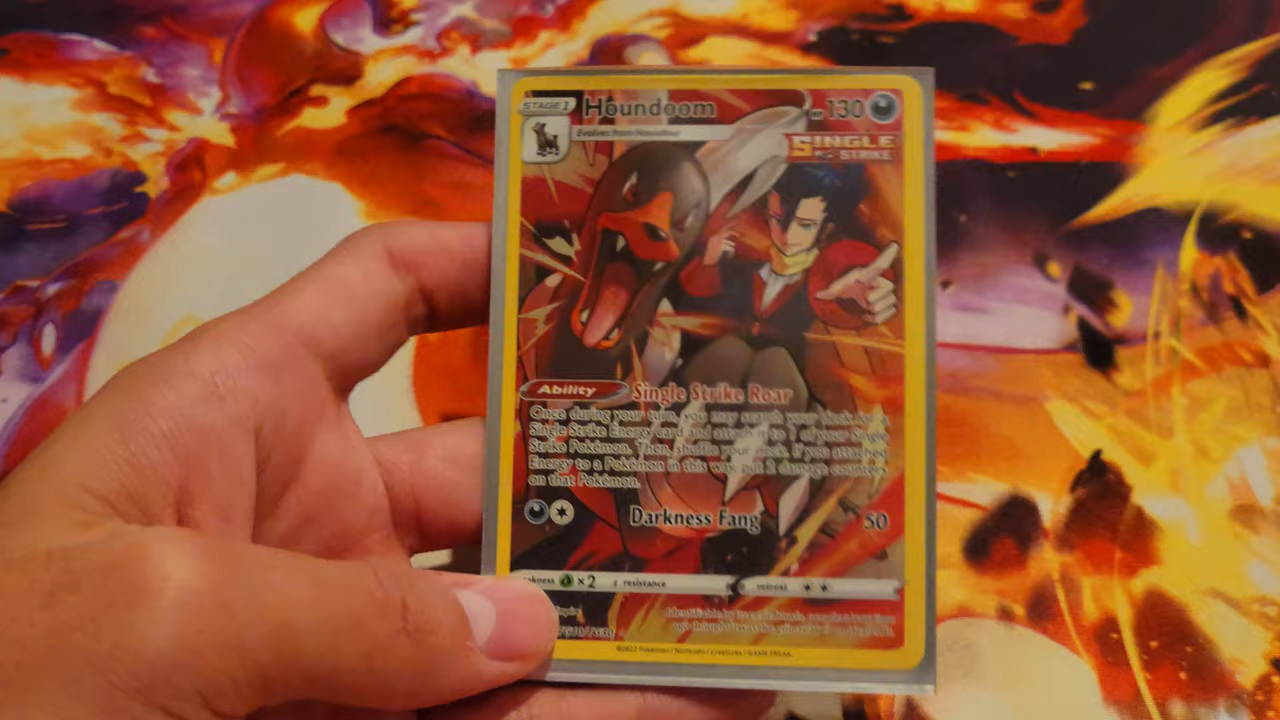 STAGE 1
Houndoom
HP 130
Evolves from Houndour
SINGLE
STRIKE
Ability Single Strike Roar
Once during your turn, you may search your deck for a
Single Strike Energy card and attach it to 1 of your Single
Strike Pokémon. Then, shuffle your deck. If you attached
Energy to a Pokémon in this way, put 2 damage counters
on that Pokémon.
Darkness Fang 50
×2 resistance retreat
©2022 Pokémon / Nintendo / Creatures / GAME FREAK